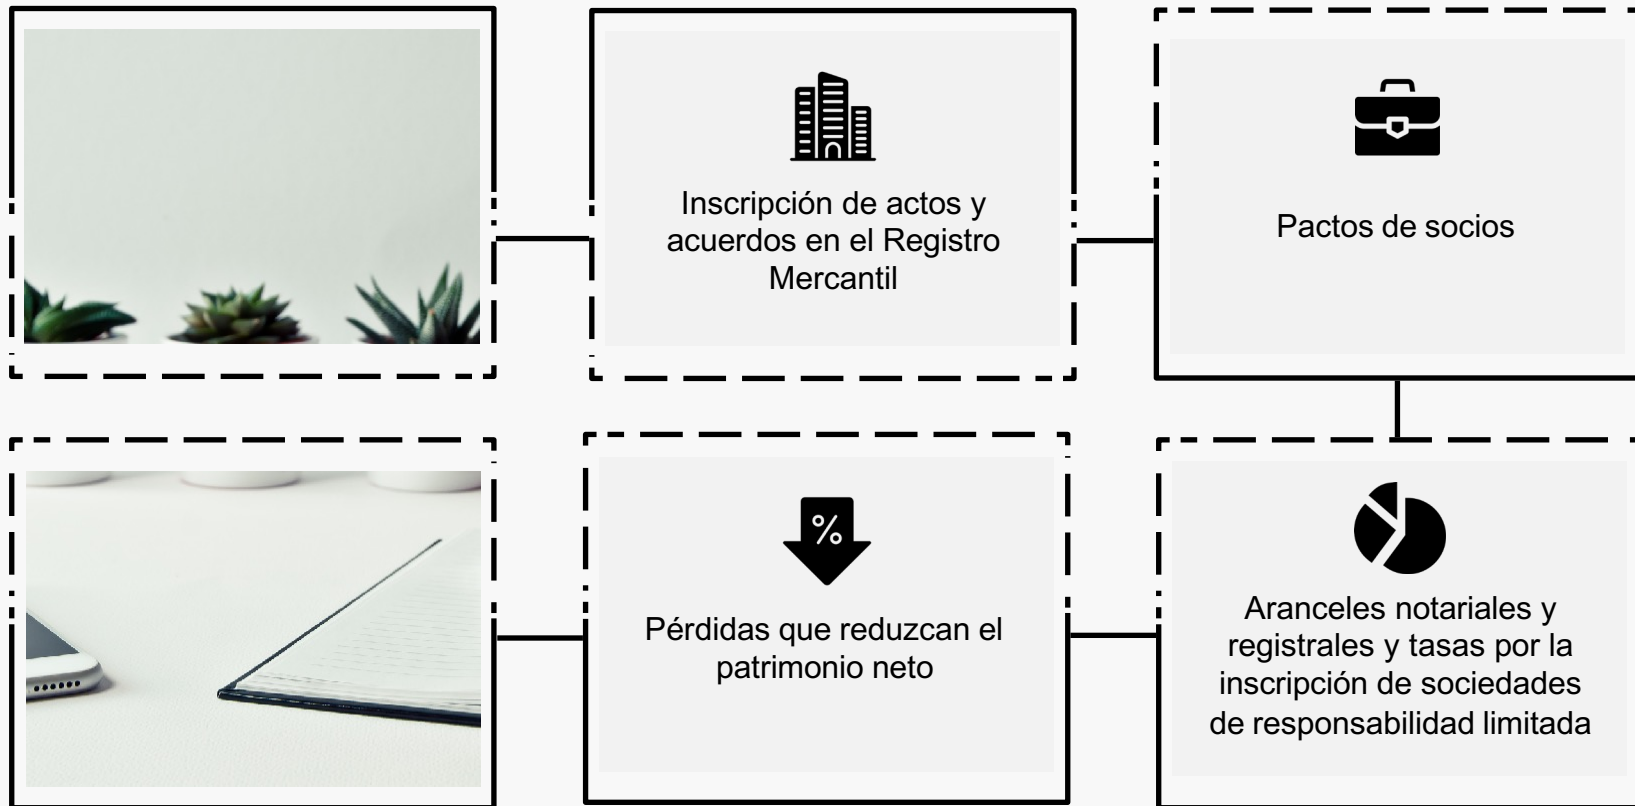 Inscripción de actos y
acuerdos en el Registro
Mercantil
Pactos de socios
%
Pérdidas que reduzcan el
patrimonio neto
Aranceles notariales y
registrales y tasas por la
inscripción de sociedades
de responsabilidad limitada